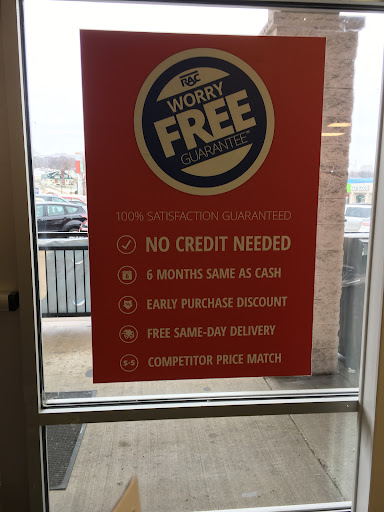 RAC
WORRY
FREE
GUARANTEE™
100% SATISFACTION GUARANTEED
NO CREDIT NEEDED
6 MONTHS SAME AS CASH
EARLY PURCHASE DISCOUNT
FREE SAME-DAY DELIVERY
$=$ COMPETITOR PRICE MATCH